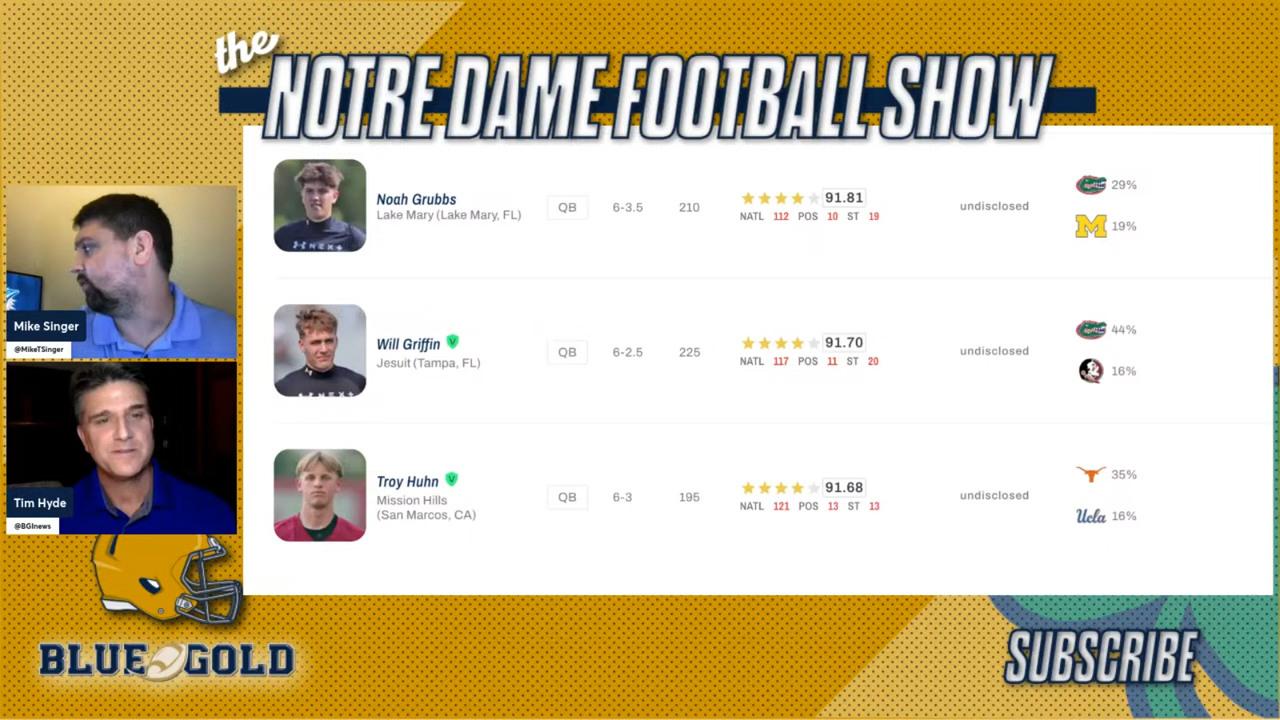 the
NOTRE DAME FOOTBALL SHOW
Noah Grubbs
Lake Mary (Lake Mary, FL)
QB
6-3.5
210
91.81
NATL 112 POS 10 ST 19
undisclosed
29%
M 19%
Will Griffin
Jesuit (Tampa, FL)
QB
6-2.5
225
91.70
NATL 117 POS 11 ST 20
undisclosed
44%
16%
Troy Huhn
Mission Hills
(San Marcos, CA)
QB
6-3
195
91.68
NATL 121 POS 13 ST 13
undisclosed
35%
Ucla 16%
Mike Singer
@MikeTSinger
Tim Hyde
@BGInews
BLUE GOLD
SUBSCRIBE